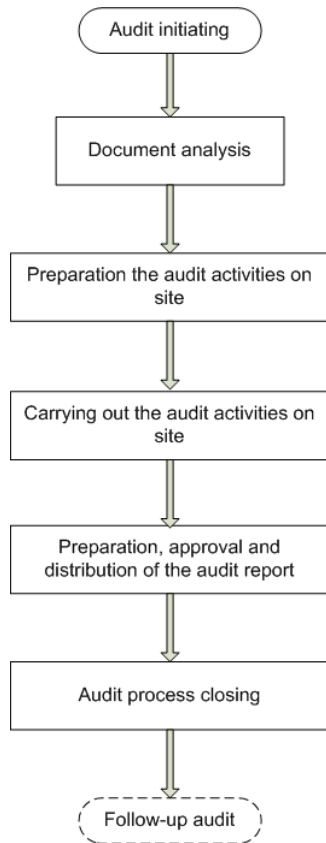 Audit initiating
Document analysis
Preparation the audit activities on
site
Carrying out the audit activities on
site
Preparation, approval and
distribution of the audit report
Audit process closing
Follow-up audit